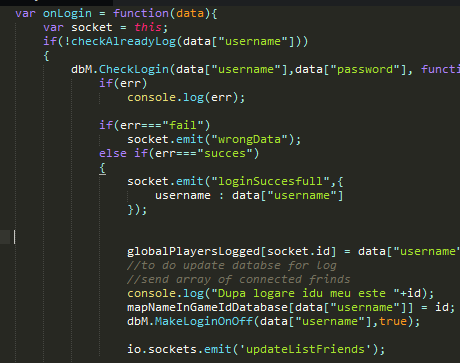 var onLogin = function(data){
var socket = this;
if(!checkAlreadyLog(data["username"]))
{
dbM.CheckLogin(data["username"],data["password"], functi
if(err)
console.log(err);
if(err==="fail")
socket.emit("wrongData");
else if(err==="succes")
{
socket.emit("loginSuccesfull",{
username : data["username"]
});
globalPlayersLogged[socket.id] = data["username"
//to do update databse for log
//send array of connected frinds
console.log("Dupa logare idu meu este "+id);
mapNameInGameIdDatabase[data["username"]] = id;
dbM.MakeLoginOnOff(data["username"],true);
io.sockets.emit('updateListFriends');